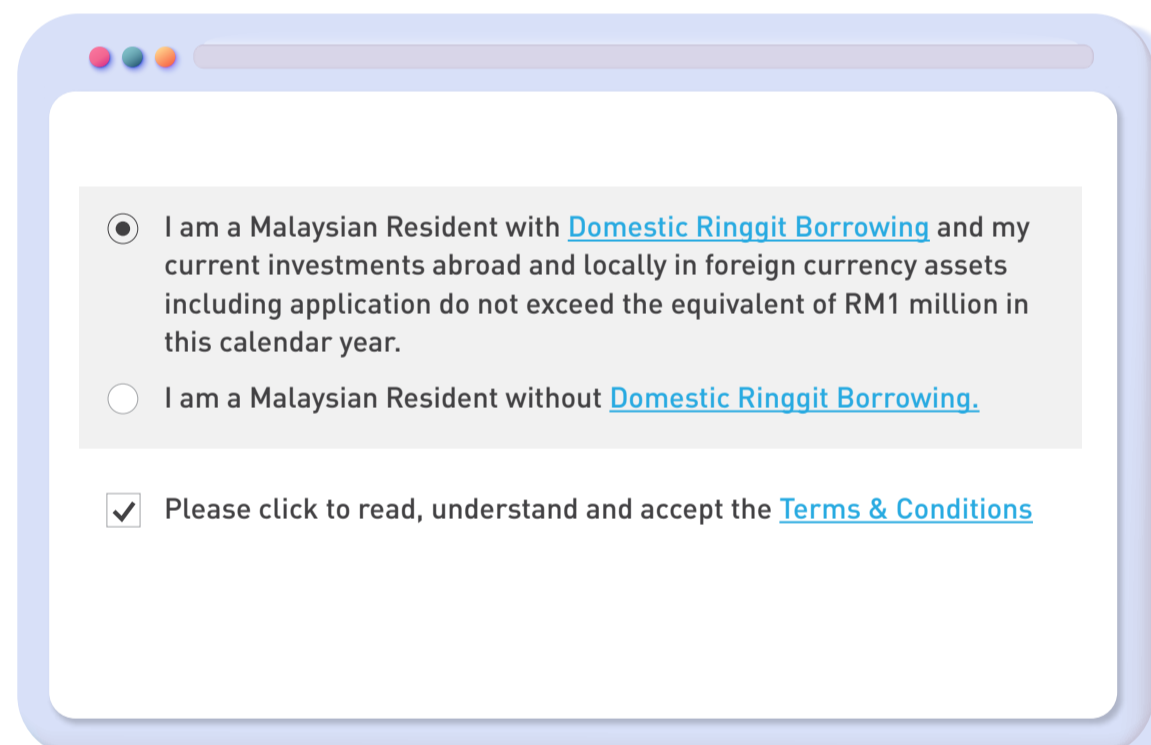 I am a Malaysian Resident with Domestic Ringgit Borrowing and my
current investments abroad and locally in foreign currency assets
including application do not exceed the equivalent of RM1 million in
this calendar year.
I am a Malaysian Resident without Domestic Ringgit Borrowing.
Please click to read, understand and accept the Terms & Conditions